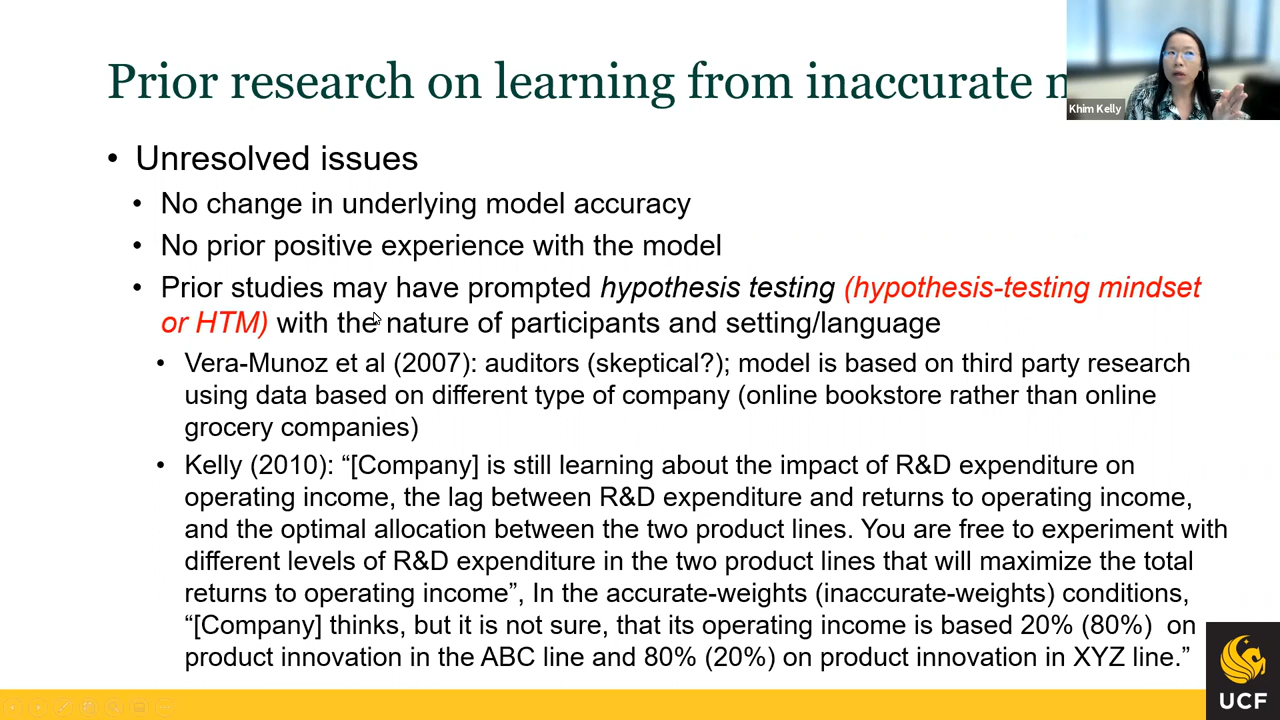 Prior research on learning from inaccurate
Khim Kelly
• Unresolved issues
• No change in underlying model accuracy
• No prior positive experience with the model
• Prior studies may have prompted hypothesis testing (hypothesis-testing mindset
or HTM) with the nature of participants and setting/language
• Vera-Munoz et al (2007): auditors (skeptical?); model is based on third party research
using data based on different type of company (online bookstore rather than online
grocery companies)
• Kelly (2010): “[Company] is still learning about the impact of R&D expenditure on
operating income, the lag between R&D expenditure and returns to operating income,
and the optimal allocation between the two product lines. You are free to experiment with
different levels of R&D expenditure in the two product lines that will maximize the total
returns to operating income”, In the accurate-weights (inaccurate-weights) conditions,
“[Company] thinks, but it is not sure, that its operating income is based 20% (80%) on
product innovation in the ABC line and 80% (20%) on product innovation in XYZ line.”
UCF